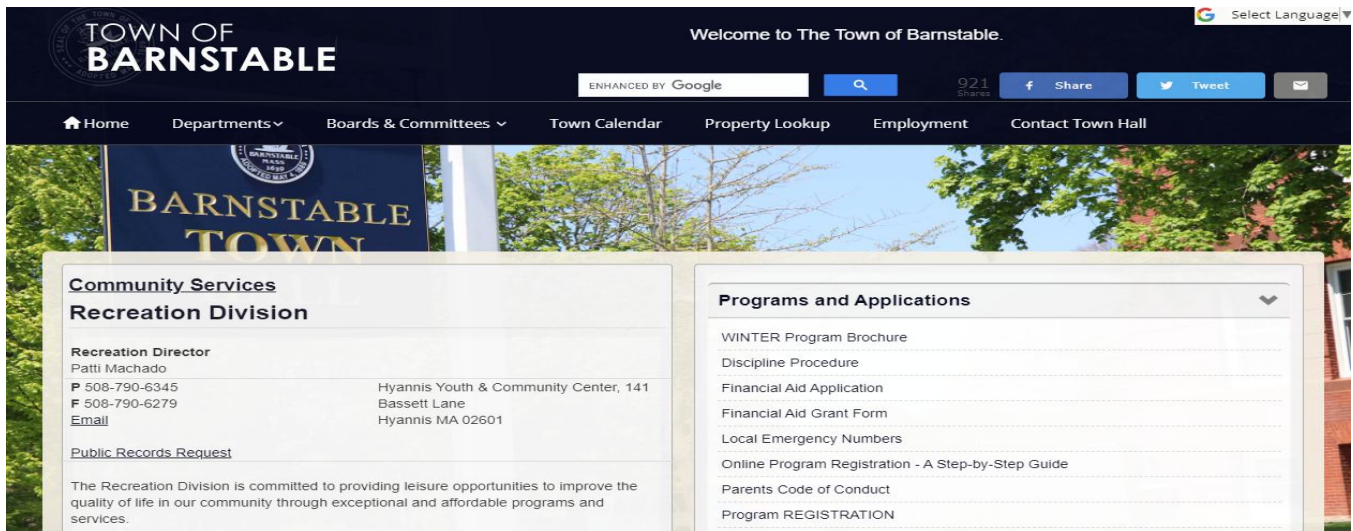 Select Language
TOWN OF
BARNSTABLE
Welcome to The Town of Barnstable.
ENHANCED BY Google
921
Shares
Share
Tweet
Home
Departments
Boards & Committees
Town Calendar
Property Lookup
Employment
Contact Town Hall
BARNSTABLE
MASS
1639
BARNSTABLE
TOWN
Community Services
Recreation Division
Recreation Director
Patti Machado
P 508-790-6345
F 508-790-6279
Email
Hyannis Youth & Community Center, 141
Bassett Lane
Hyannis MA 02601
Public Records Request
The Recreation Division is committed to providing leisure opportunities to improve the
quality of life in our community through exceptional and affordable programs and
services.
Programs and Applications
WINTER Program Brochure
Discipline Procedure
Financial Aid Application
Financial Aid Grant Form
Local Emergency Numbers
Online Program Registration - A Step-by-Step Guide
Parents Code of Conduct
Program REGISTRATION